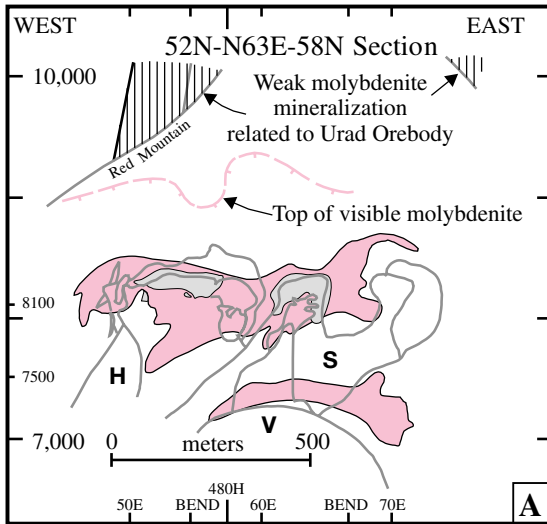 WEST
EAST
52N-N63E-58N Section
10,000
Weak molybdenite
mineralization
related to Urad Orebody
Red Mountain
Top of visible molybdenite
8100
7500
7,000
H
S
V
0 meters 500
480H
50E BEND 60E BEND 70E
A